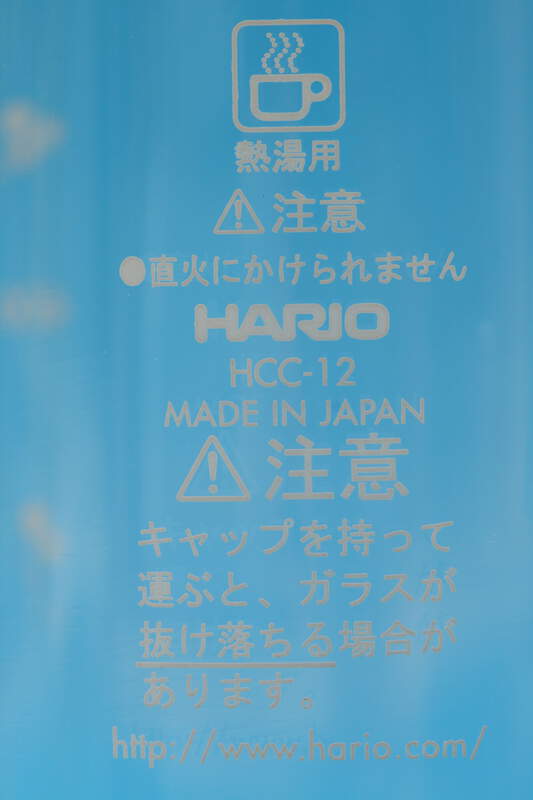 熱湯用
⚠注意
●直火にかけられません
HARIO
HCC-12
MADE IN JAPAN
⚠注意
キャップを持って
運ぶと、ガラスが
抜け落ちる場合が
あります。
http://www.hario.com/